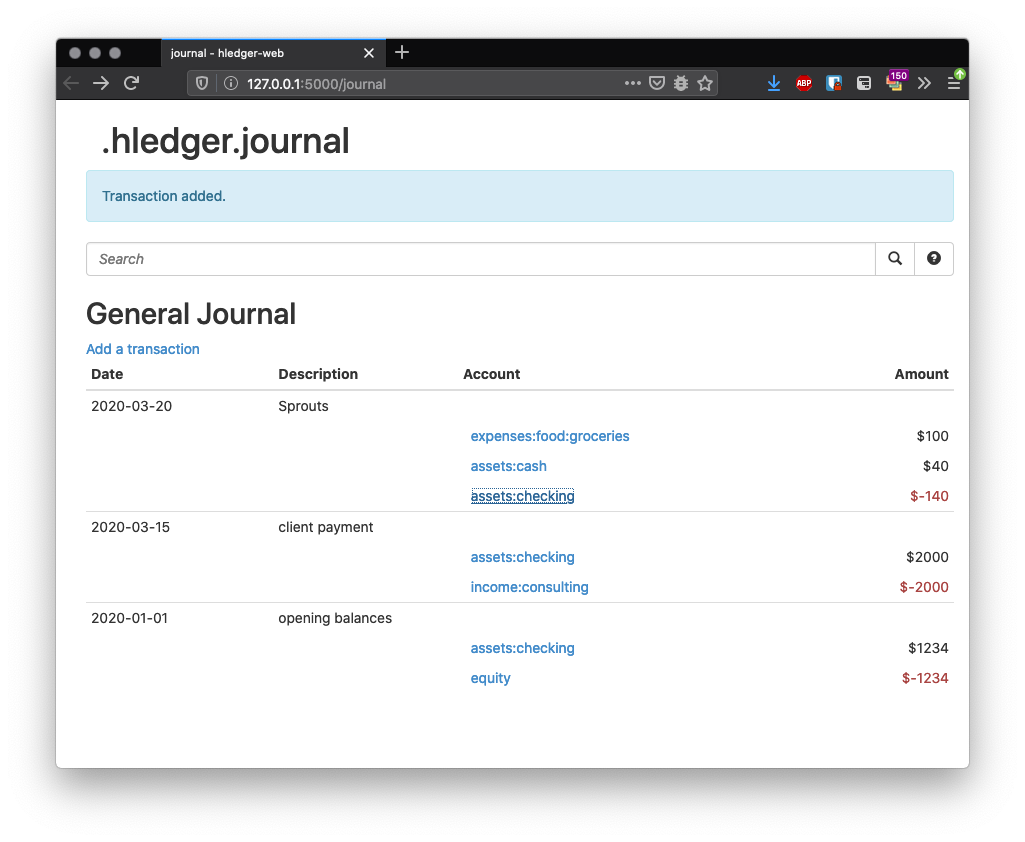 journal - hledger-web
127.0.0.1:5000/journal
ABP
150
.hledger.journal
Transaction added.
Search
General Journal
Add a transaction
Date Description Account Amount
2020-03-20 Sprouts
expenses:food:groceries $100
assets:cash $40
assets:checking $-140
2020-03-15 client payment
assets:checking $2000
income:consulting $-2000
2020-01-01 opening balances
assets:checking $1234
equity $-1234